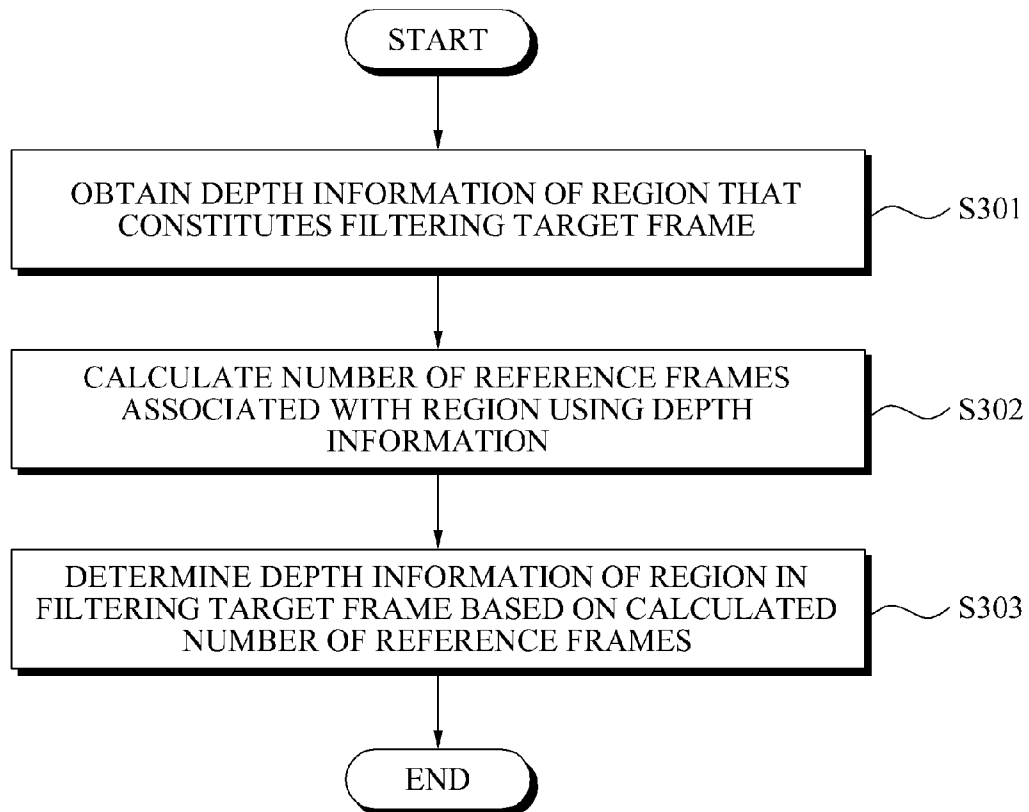 START
OBTAIN DEPTH INFORMATION OF REGION THAT
CONSTITUTES FILTERING TARGET FRAME
S301
CALCULATE NUMBER OF REFERENCE FRAMES
ASSOCIATED WITH REGION USING DEPTH
INFORMATION
S302
DETERMINE DEPTH INFORMATION OF REGION IN
FILTERING TARGET FRAME BASED ON CALCULATED
NUMBER OF REFERENCE FRAMES
S303
END